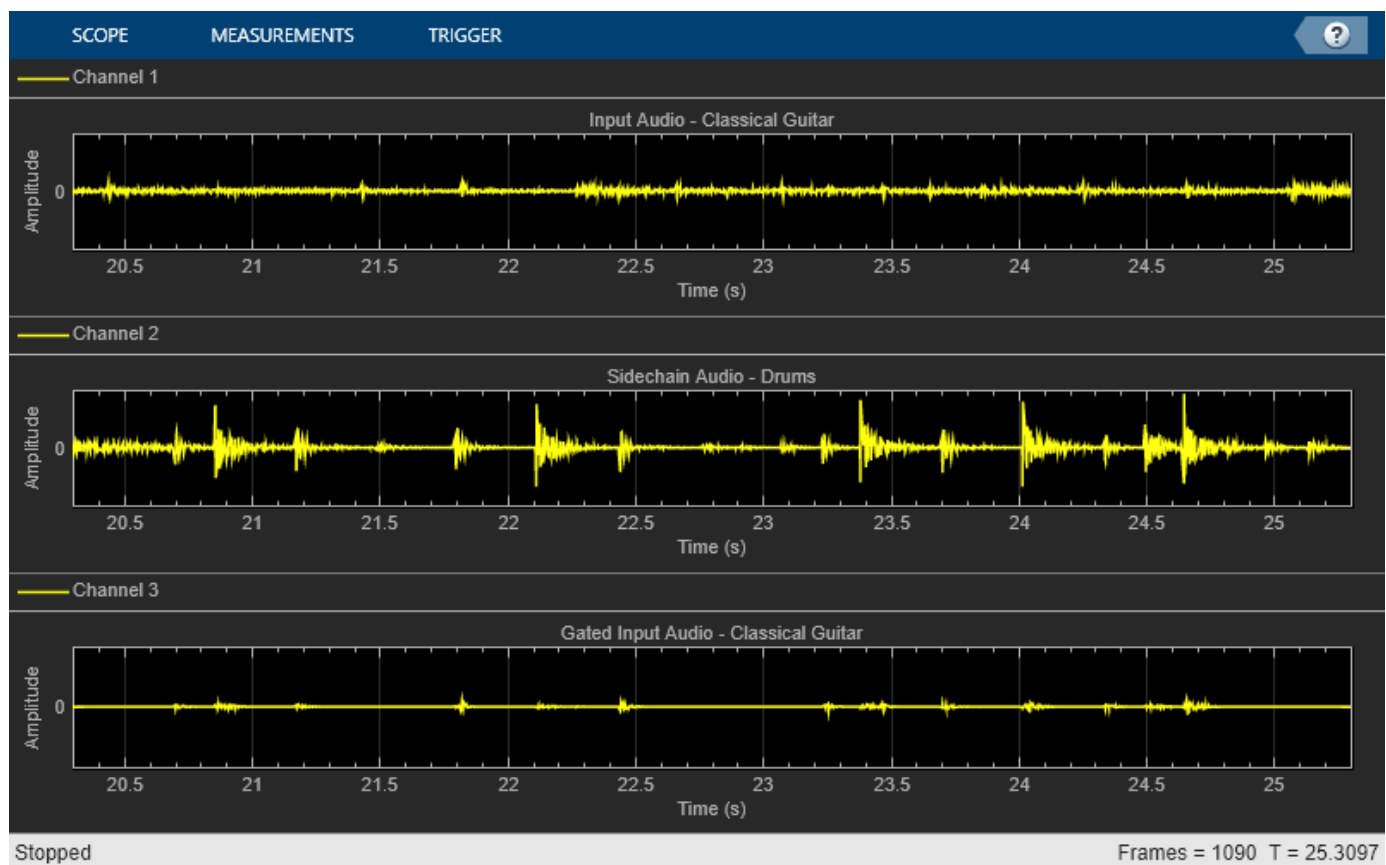 SCOPE MEASUREMENTS TRIGGER ?
Channel 1
Input Audio - Classical Guitar
Amplitude
0
20.5 21 21.5 22 22.5 23 23.5 24 24.5 25
Time (s)
Channel 2
Sidechain Audio - Drums
Amplitude
0
20.5 21 21.5 22 22.5 23 23.5 24 24.5 25
Time (s)
Channel 3
Gated Input Audio - Classical Guitar
Amplitude
0
20.5 21 21.5 22 22.5 23 23.5 24 24.5 25
Time (s)
Stopped Frames = 1090 T = 25.3097